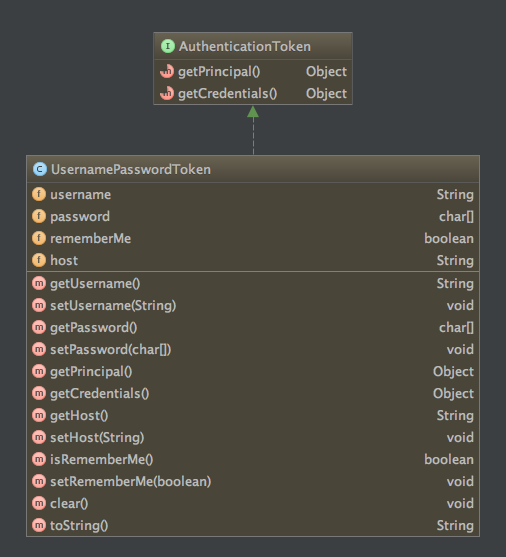 I AuthenticationToken
m getPrincipal() Object
m getCredentials() Object
C UsernamePasswordToken
f username String
f password char[]
f rememberMe boolean
f host String
m getUsername() String
m setUsername(String) void
m getPassword() char[]
m setPassword(char[]) void
m getPrincipal() Object
m getCredentials() Object
m getHost() String
m setHost(String) void
m isRememberMe() boolean
m setRememberMe(boolean) void
m clear() void
m toString() String